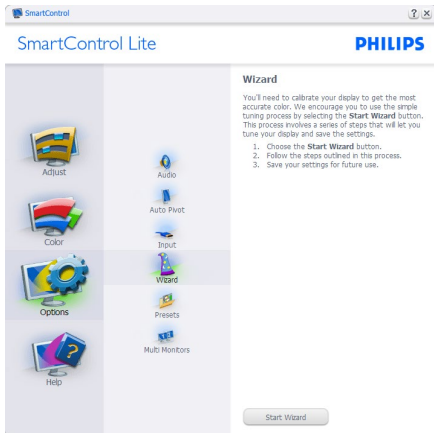 SmartControl
SmartControl Lite
PHILIPS
Adjust
Color
Options
Help
Audio
Auto Pivot
Input
Wizard
Presets
Multi Monitors
Wizard
You'll need to calibrate your display to get the most
accurate color. We encourage you to use the simple
tuning process by selecting the Start Wizard button.
This process involves a series of steps that will let you
tune your display and save the settings.
1. Choose the Start Wizard button.
2. Follow the steps outlined in this process.
3. Save your settings for future use.
Start Wizard